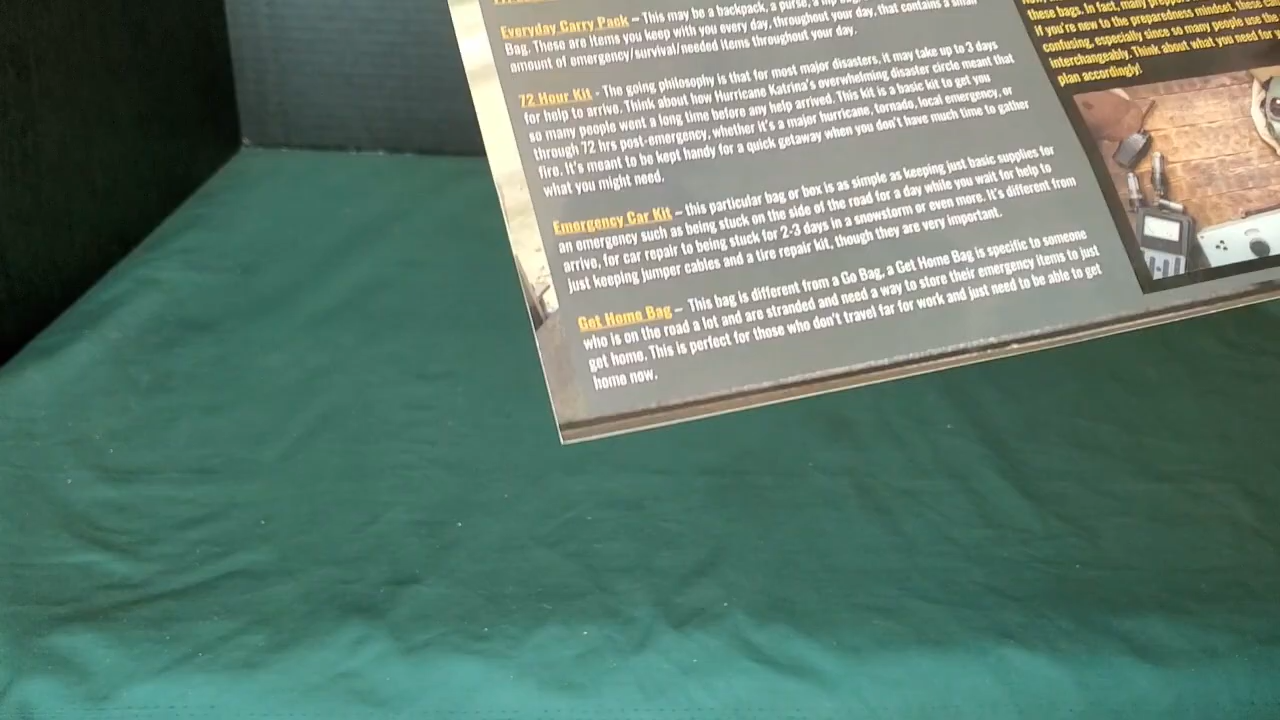 Everyday Carry Pack – This may be a backpack, a purse, a
Bag. These are items you keep with you every day, throughout your day, that contains a small
amount of emergency/survival/needed items throughout your day.
72 Hour Kit - The going philosophy is that for most major disasters, it may take up to 3 days
for help to arrive. Think about how Hurricane Katrina's overwhelming disaster circle meant that
so many people went a long time before any help arrived. This kit is a basic kit to get you
through 72 hrs post-emergency, whether it's a major hurricane, tornado, local emergency, or
fire. It's meant to be kept handy for a quick getaway when you don't have much time to gather
what you might need.
Emergency Car Kit – this particular bag or box is as simple as keeping just basic supplies for
an emergency such as being stuck on the side of the road for a day while you wait for help to
arrive, for car repair to being stuck for 2-3 days in a snowstorm or even more. It's different from
just keeping jumper cables and a tire repair kit, though they are very important.
Get Home Bag – This bag is different from a Go Bag, a Get Home Bag is specific to someone
who is on the road a lot and are stranded and need a way to store their emergency items to just
get home. This is perfect for those who don't travel far for work and just need to be able to get
home now.
these bags. In fact, many
If you're new to the preparedness mindset, these
confusing, especially since so many people use the
interchangeably. Think about what you need for
plan accordingly!